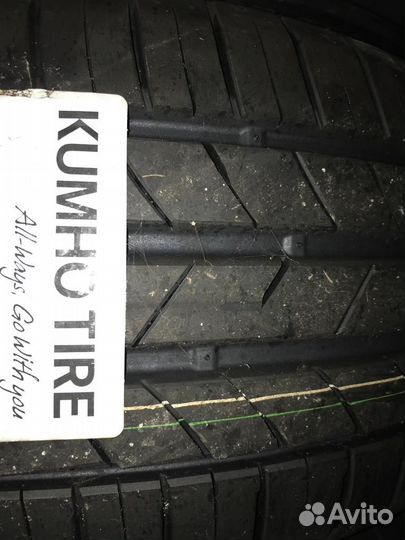 KUMHO TIRE
All-Ways, Go With you
Avito